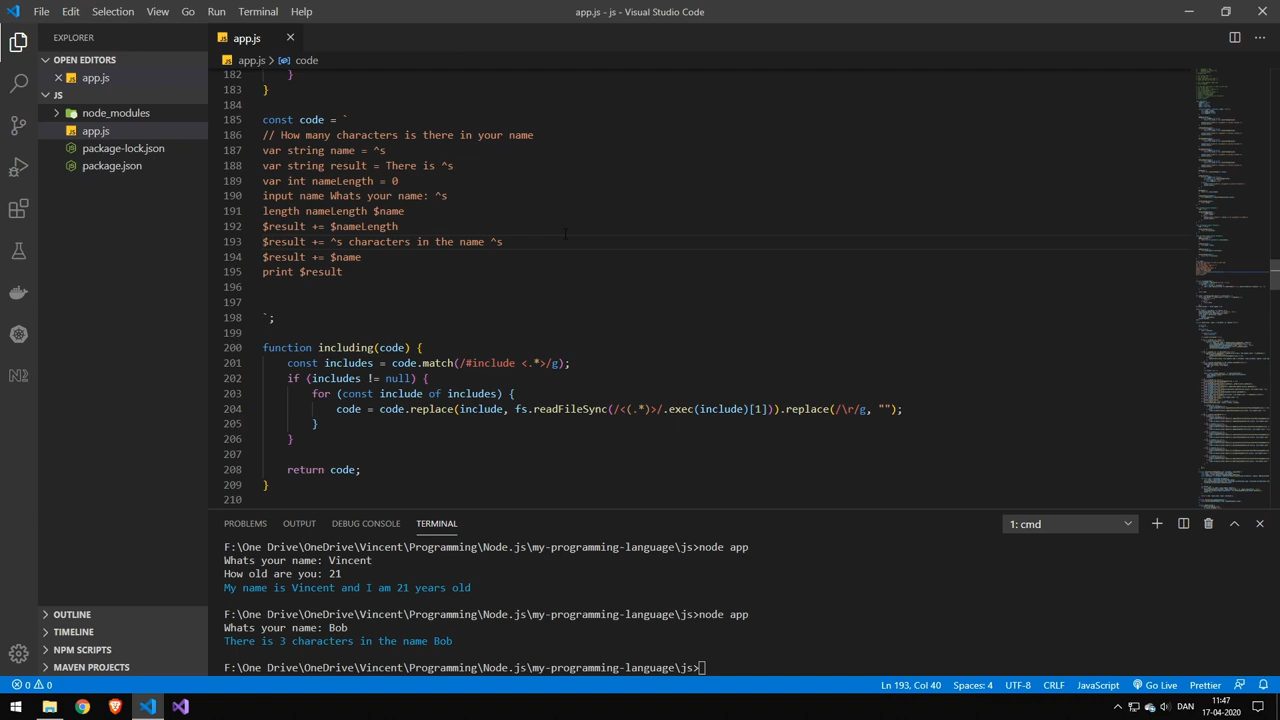 File Edit Selection View Go Run Terminal Help
app.js - js - Visual Studio Code
EXPLORER
OPEN EDITORS
app.js
JS
node_modules
app.js
package-lock.json
package.json
OUTLINE
TIMELINE
NPM SCRIPTS
MAVEN PROJECTS
JS app.js
JS app.js > code
182 }
183 }
184
185 const code = `
186 // How many characters is there in your name
187 var string name = ^s
188 var string result = There is ^s
189 var int nameLength = 0
190 input name Whats your name: ^s
191 length nameLength $name
192 $result += $nameLength
193 $result += ^s characters in the name ^s
194 $result += $name
195 print $result
196
197
198 `;
199
200 function including(code) {
201 const includes = code.match(/#include <.*>/g);
202 if (includes != null) {
203 for (const include of includes) {
204 code = code.replace(include, fs.readFileSync(/<(.*)>/.exec(include)[1])).replace(/\r/g, "");
205 }
206 }
207
208 return code;
209 }
210
PROBLEMS OUTPUT DEBUG CONSOLE TERMINAL
1: cmd
F:\One Drive\OneDrive\Vincent\Programming\Node.js\my-programming-language\js>node app
Whats your name: Vincent
How old are you: 21
My name is Vincent and I am 21 years old
F:\One Drive\OneDrive\Vincent\Programming\Node.js\my-programming-language\js>node app
Whats your name: Bob
There is 3 characters in the name Bob
F:\One Drive\OneDrive\Vincent\Programming\Node.js\my-programming-language\js>
0 0
Ln 193, Col 40 Spaces: 4 UTF-8 CRLF JavaScript Go Live Prettier
DAN
11:47
17-04-2020